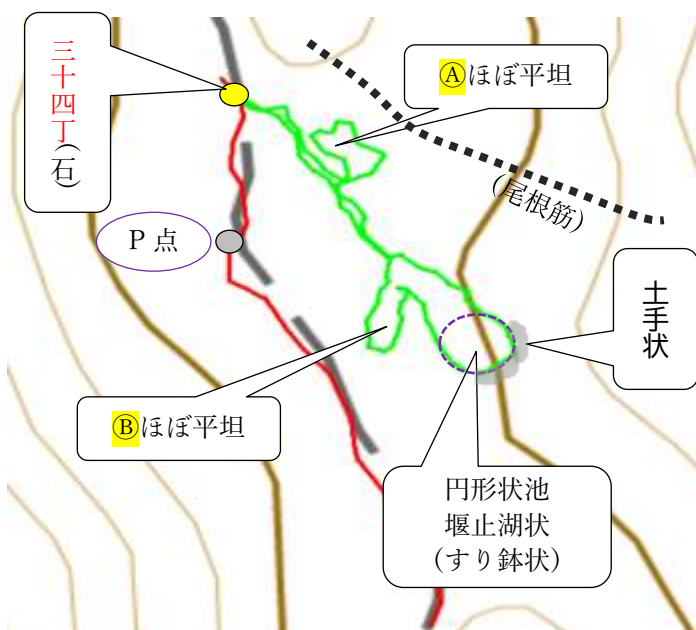 三十四丁(石)
Ⓐほぼ平坦
(尾根筋)
P 点
土手状
Ⓑほぼ平坦
円形状池
堰止湖状
(すり鉢状)